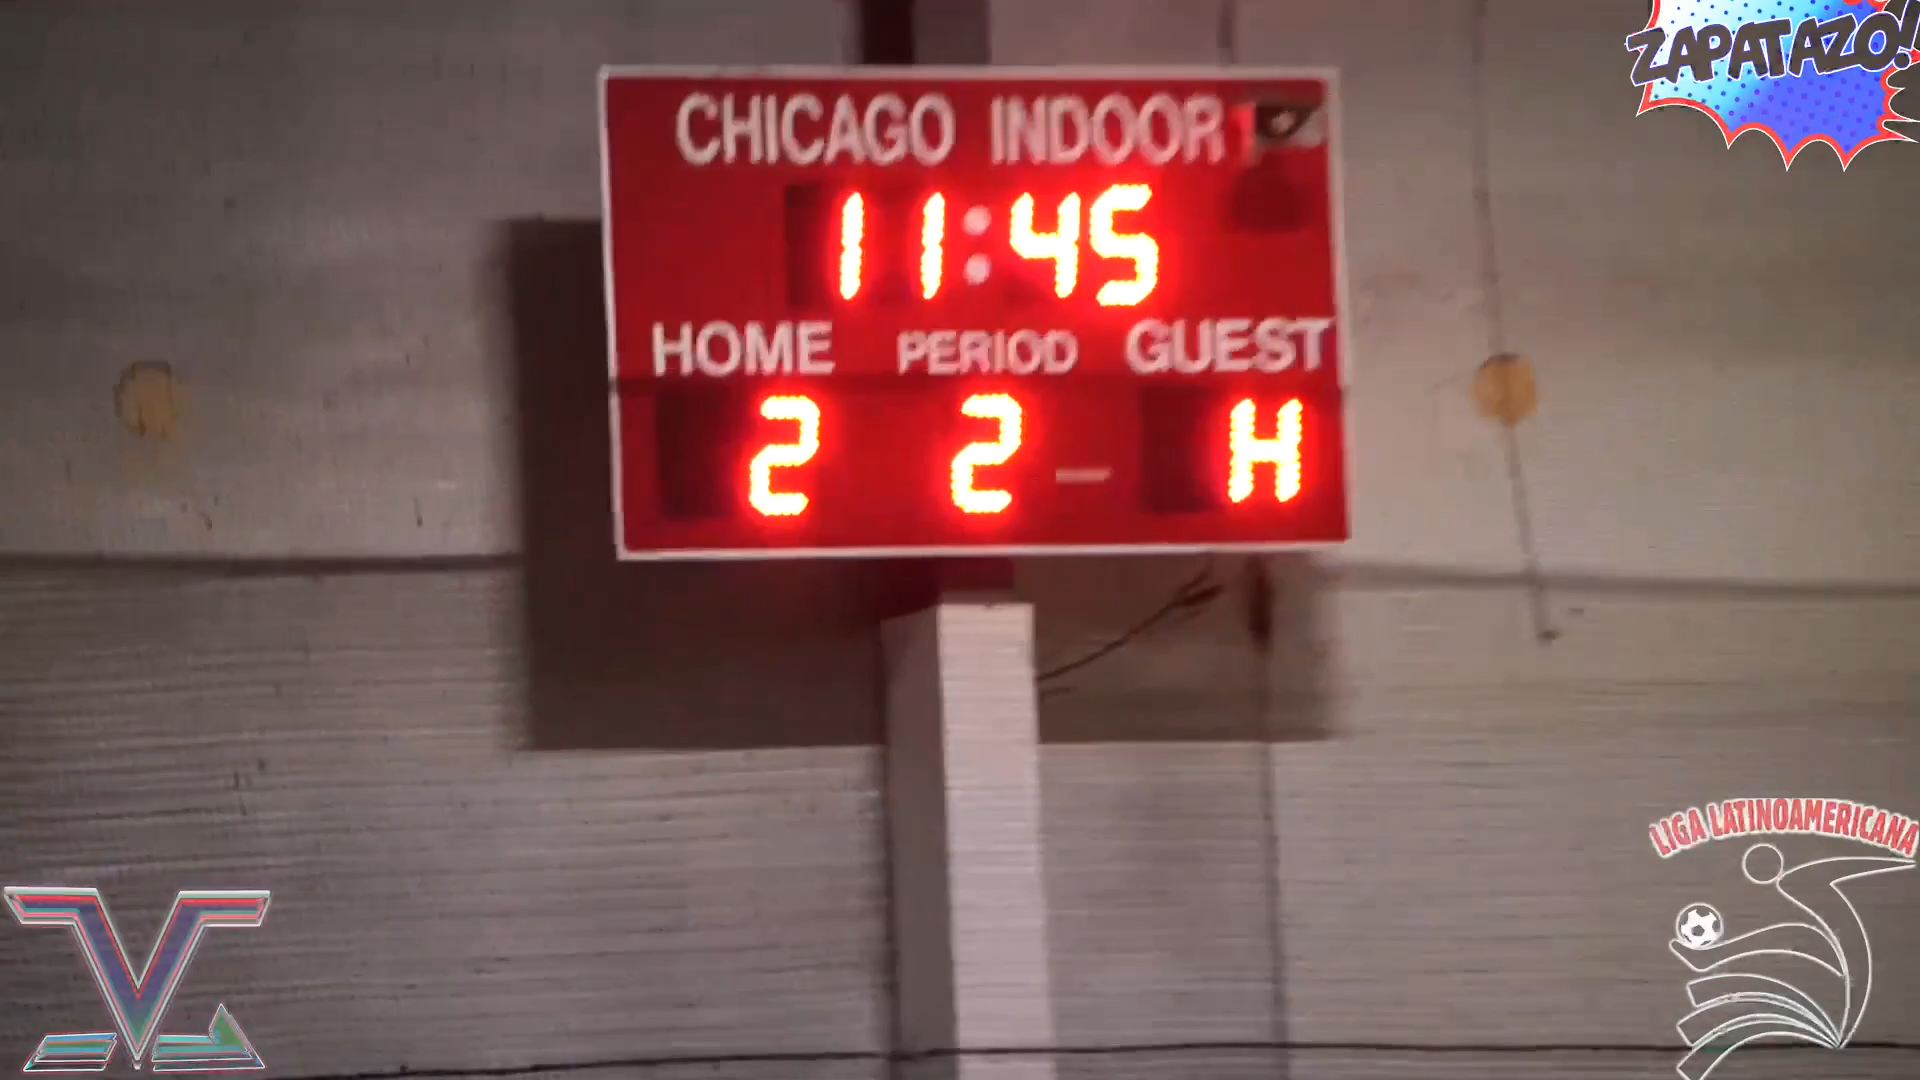 ZAPATAZO!
CHICAGO INDOOR
11:45
HOME PERIOD GUEST
2 2 H
LIGA LATINOAMERICANA